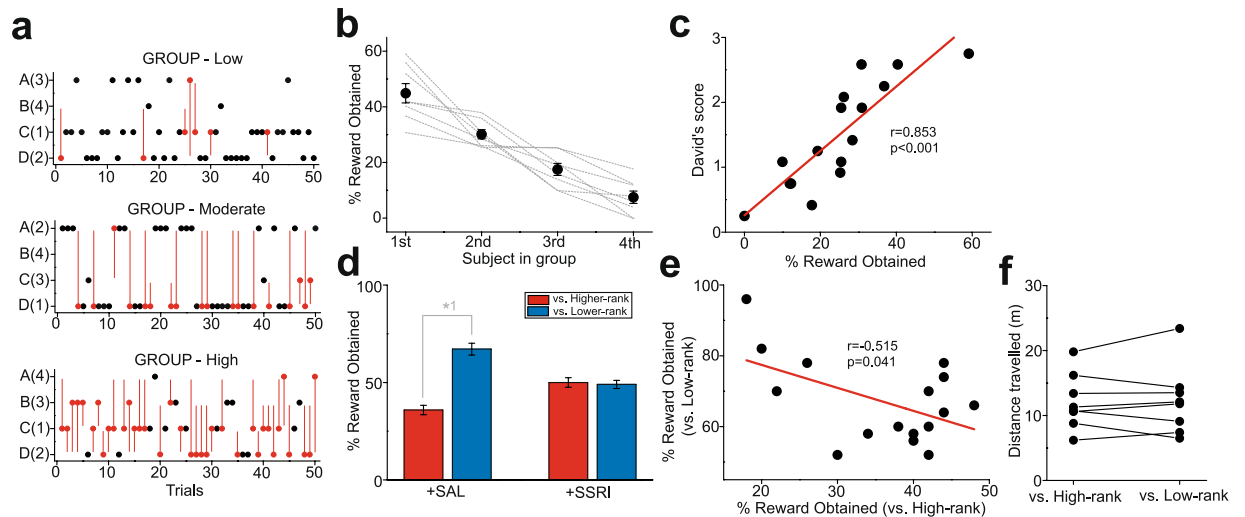 a
GROUP - Low
A(3)
B(4)
C(1)
D(2)
0 10 20 30 40 50
GROUP - Moderate
A(2)
B(4)
C(3)
D(1)
0 10 20 30 40 50
GROUP - High
A(4)
B(3)
C(1)
D(2)
0 10 20 30 40 50
Trials
b
% Reward Obtained
60
40
20
0
1st 2nd 3rd 4th
Subject in group
c
David's score
3
2
1
0
r=0.853
p<0.001
0 20 40 60
% Reward Obtained
d
% Reward Obtained
100
50
0
*1
vs. Higher-rank
vs. Lower-rank
+SAL +SSRI
e
% Reward Obtained
(vs. Low-rank)
100
80
60
r=-0.515
p=0.041
20 30 40 50
% Reward Obtained (vs. High-rank)
f
Distance travelled (m)
30
20
10
0
vs. High-rank vs. Low-rank